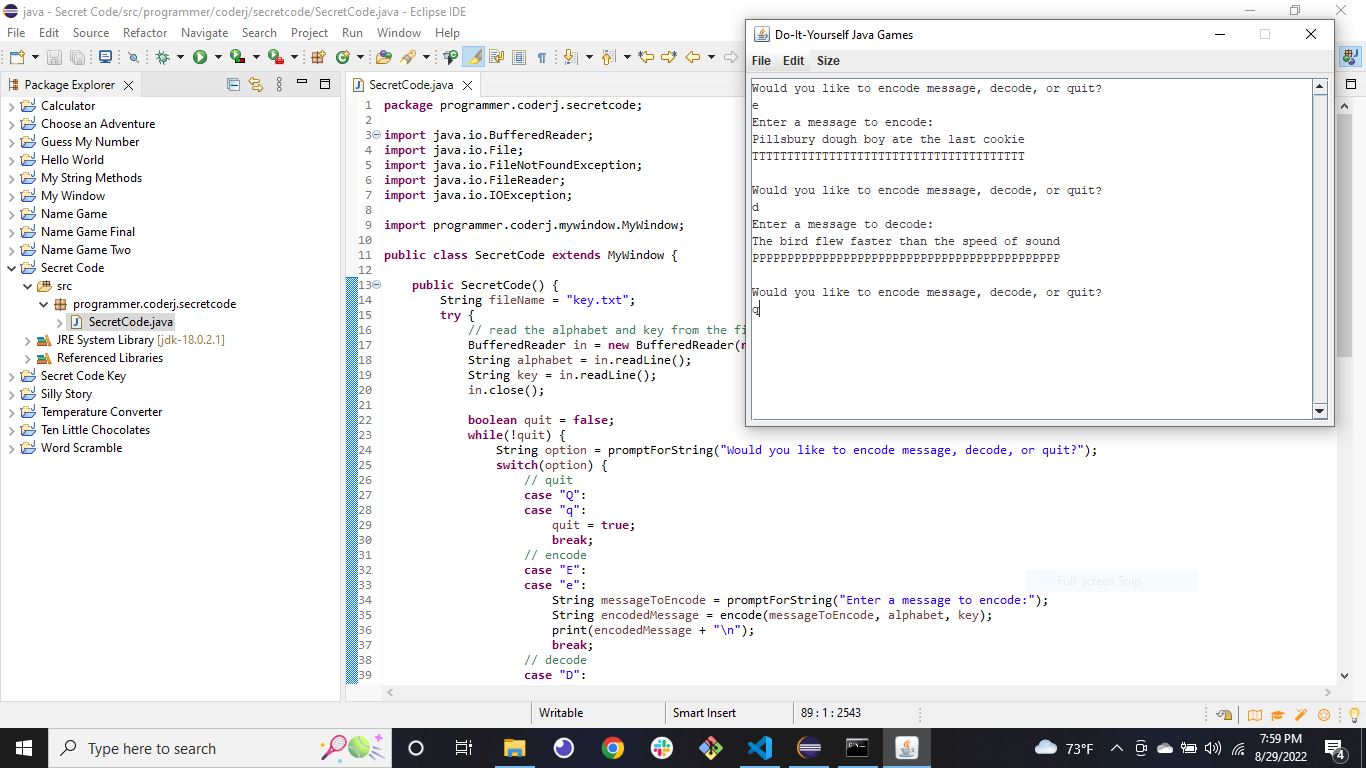 java - Secret Code/src/programmer/coderj/secretcode/SecretCode.java - Eclipse IDE
File Edit Source Refactor Navigate Search Project Run Window Help
Package Explorer
Calculator
Choose an Adventure
Guess My Number
Hello World
My String Methods
My Window
Name Game
Name Game Final
Name Game Two
Secret Code
src
programmer.coderj.secretcode
SecretCode.java
JRE System Library [jdk-18.0.2.1]
Referenced Libraries
Secret Code Key
Silly Story
Temperature Converter
Ten Little Chocolates
Word Scramble
SecretCode.java
1 package programmer.coderj.secretcode;
2
3 import java.io.BufferedReader;
4 import java.io.File;
5 import java.io.FileNotFoundException;
6 import java.io.FileReader;
7 import java.io.IOException;
8
9 import programmer.coderj.mywindow.MyWindow;
10
11 public class SecretCode extends MyWindow {
12
13 public SecretCode() {
14 String fileName = "key.txt";
15 try {
16 // read the alphabet and key from the fi
17 BufferedReader in = new BufferedReader(
18 String alphabet = in.readLine();
19 String key = in.readLine();
20 in.close();
21
22 boolean quit = false;
23 while(!quit) {
24 String option = promptForString("Would you like to encode message, decode, or quit?");
25 switch(option) {
26 // quit
27 case "Q":
28 case "q":
29 quit = true;
30 break;
31 // encode
32 case "E":
33 case "e":
34 String messageToEncode = promptForString("Enter a message to encode:");
35 String encodedMessage = encode(messageToEncode, alphabet, key);
36 print(encodedMessage + "\n");
37 break;
38 // decode
39 case "D":
Do-It-Yourself Java Games
File Edit Size
Would you like to encode message, decode, or quit?
e
Enter a message to encode:
Pillsbury dough boy ate the last cookie
TTTTTTTTTTTTTTTTTTTTTTTTTTTTTTTTTTTTTTT
Would you like to encode message, decode, or quit?
d
Enter a message to decode:
The bird flew faster than the speed of sound
PPPPPPPPPPPPPPPPPPPPPPPPPPPPPPPPPPPPPPPPPPPP
Would you like to encode message, decode, or quit?
q
Full-screen Snip
Writable
Smart Insert
89 : 1 : 2543
Type here to search
73°F
7:59 PM
8/29/2022
4